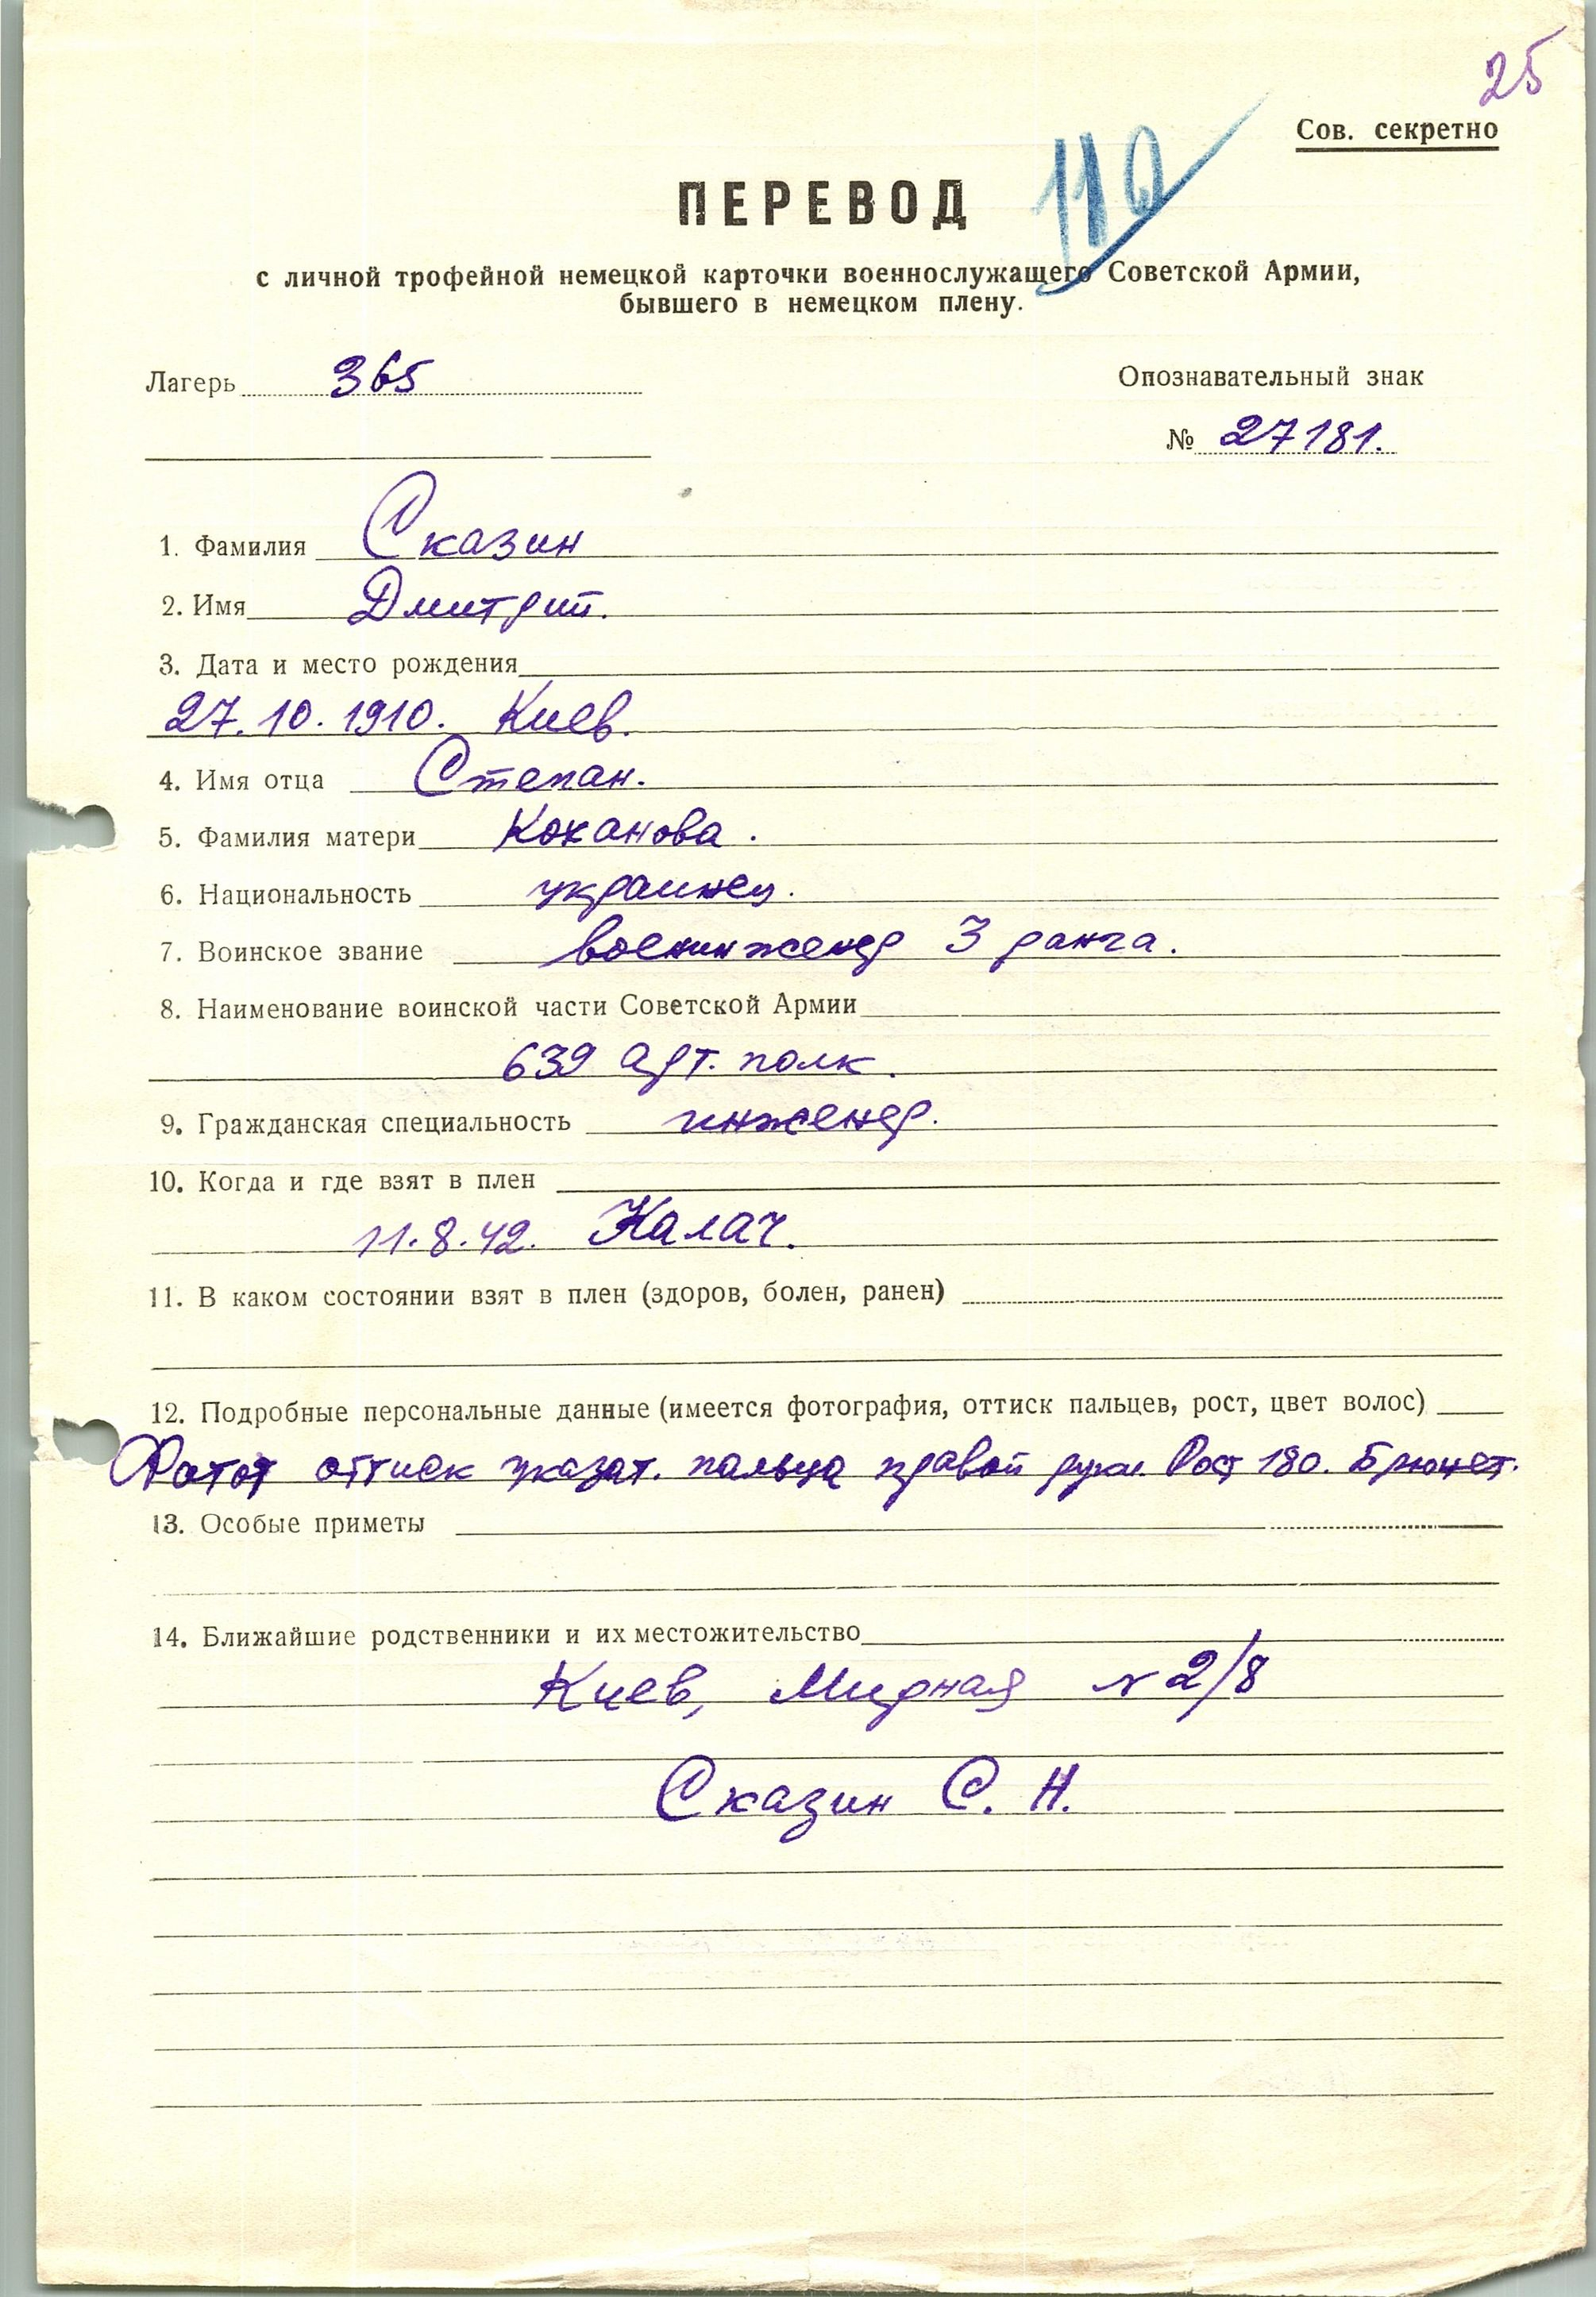 25
Сов. секретно
110
ПЕРЕВОД
с личной трофейной немецкой карточки военнослужащего Советской Армии,
бывшего в немецком плену.
Лагерь 365
Опознавательный знак
№ 27181.
1. Фамилия Сказин
2. Имя Дмитрий.
3. Дата и место рождения
27.10.1910. Киев.
4. Имя отца Степан.
5. Фамилия матери Коханова.
6. Национальность украинец.
7. Воинское звание военинженер 3 ранга.
8. Наименование воинской части Советской Армии
639 арт. полк.
9. Гражданская специальность инженер.
10. Когда и где взят в плен
11.8.42. Калач.
11. В каком состоянии взят в плен (здоров, болен, ранен)
12. Подробные персональные данные (имеется фотография, оттиск пальцев, рост, цвет волос)
оттиск указат. пальца правой руки. Рост 180. Брюнет.
13. Особые приметы
14. Ближайшие родственники и их местожительство
Киев, Мирная № 2/8
Сказин С. Н.